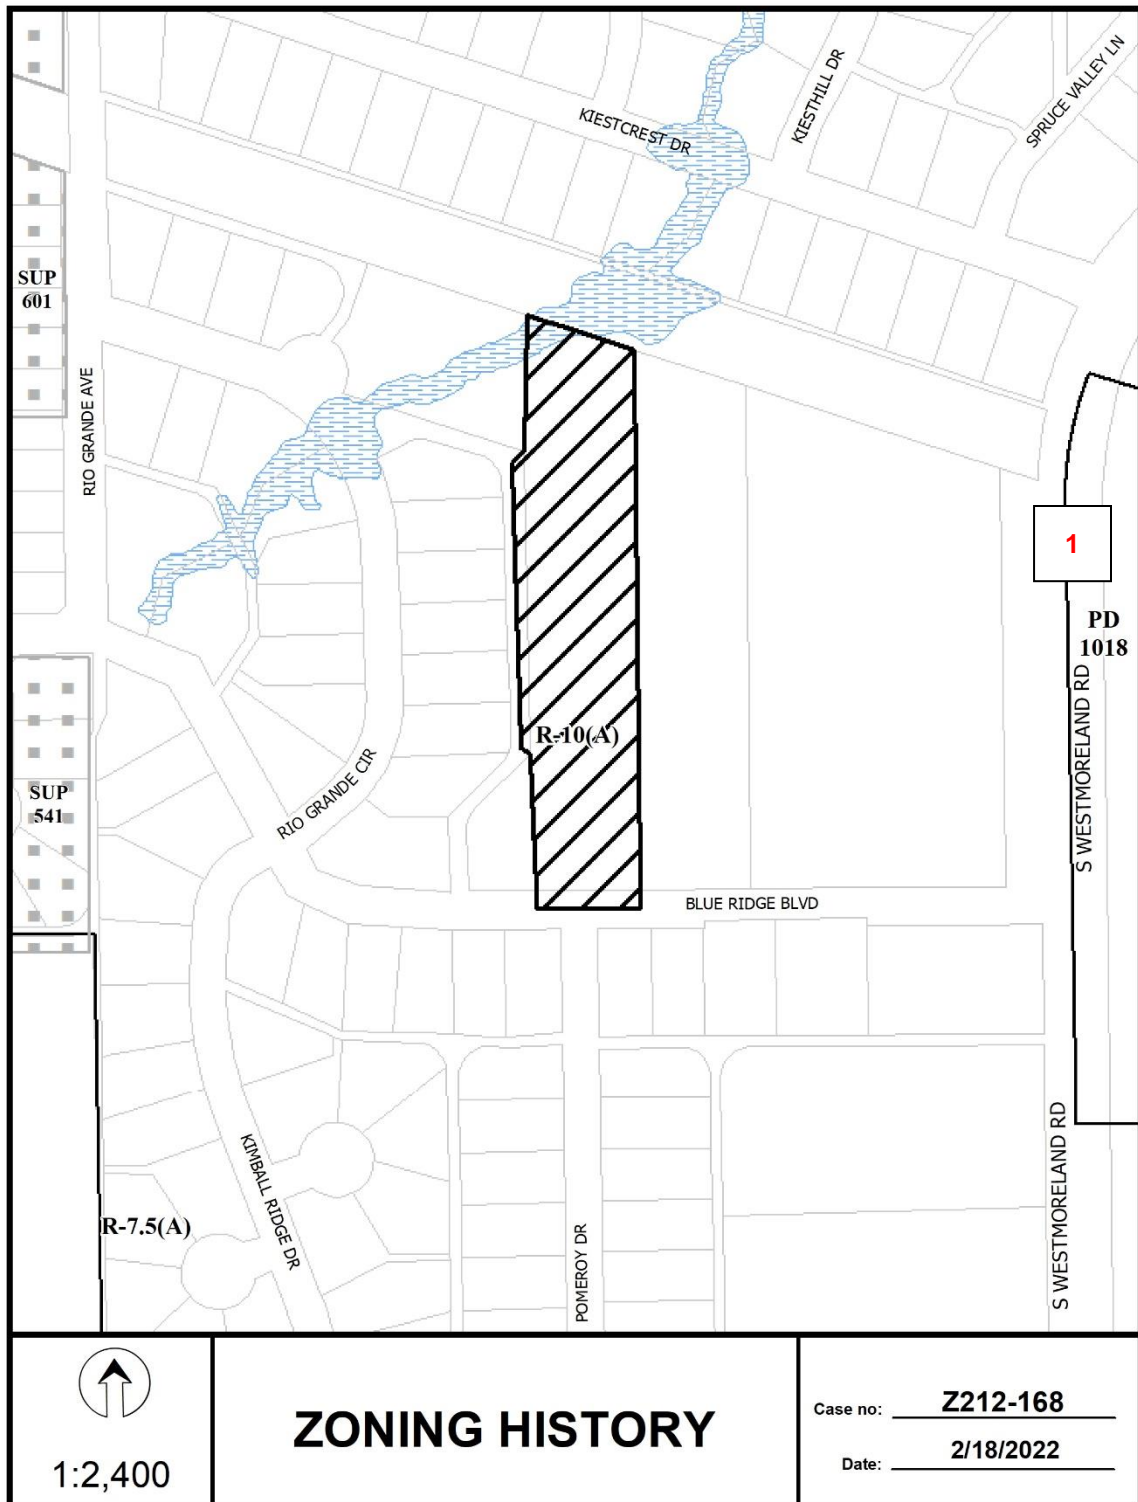 KIESTCREST DR
KIESTHILL DR
SPRUCE VALLEY LN
SUP
601
RIO GRANDE AVE
1
PD
1018
S WESTMORELAND RD
R-10(A)
SUP
541
RIO GRANDE CIR
BLUE RIDGE BLVD
KIMBALL RIDGE DR
R-7.5(A)
POMEROY DR
S WESTMORELAND RD
1:2,400
ZONING HISTORY
Case no: Z212-168
Date: 2/18/2022